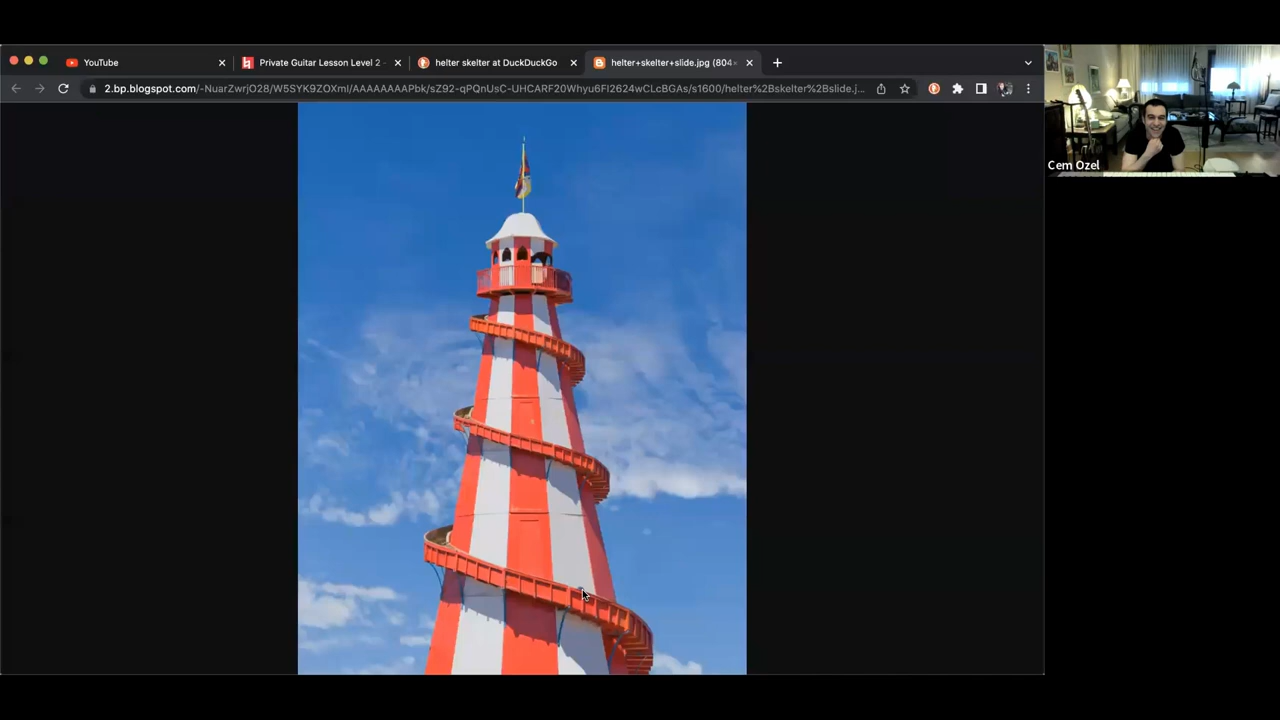 YouTube
Private Guitar Lesson Level 2 -
helter skelter at DuckDuckGo
helter+skelter+slide.jpg (804×
2.bp.blogspot.com/-NuarZwrjO28/W5SYK9ZOXmI/AAAAAAAAPbk/sZ92-qPQnUsC-UHCARF20Whyu6FI2624wCLcBGAs/s1600/helter%2Bskelter%2Bslide.j...
Cem Ozel